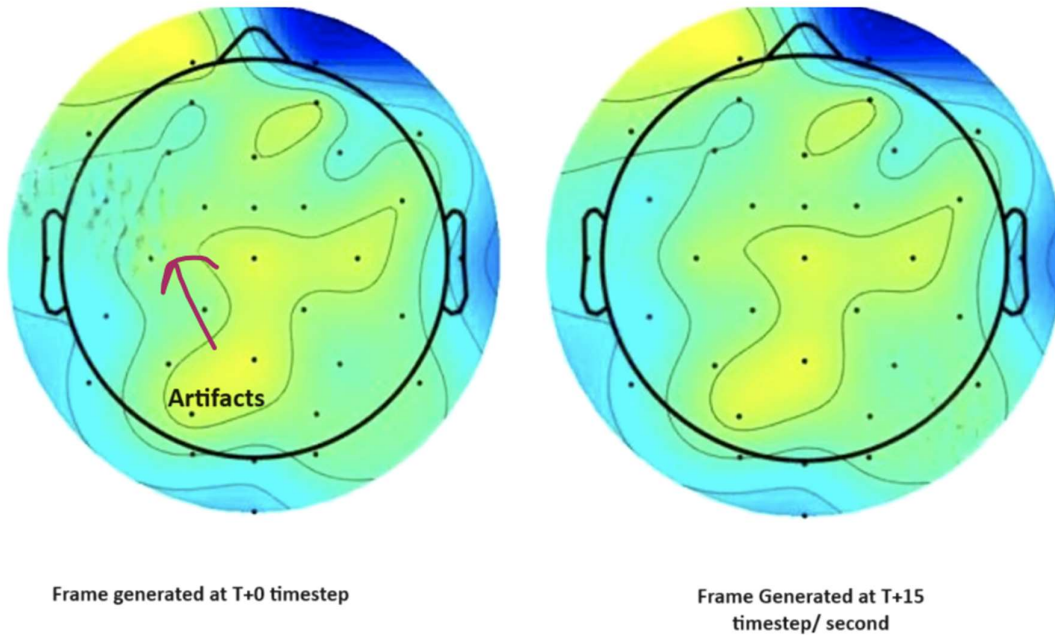 Artifacts
Frame generated at T+0 timestep
Frame Generated at T+15
timestep/ second